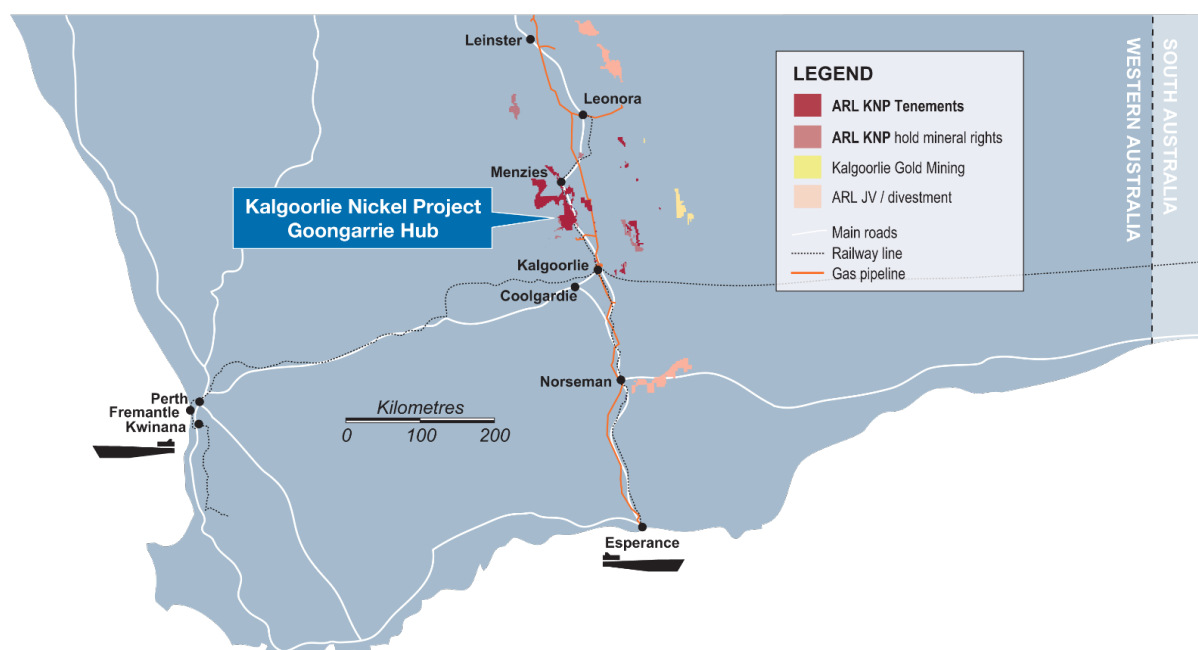 Leinster
Leonora
Menzies
Kalgoorlie Nickel Project
Goongarrie Hub
Kalgoorlie
Coolgardie
Norseman
Perth
Fremantle
Kwinana
Kilometres
0 100 200
Esperance
LEGEND
ARL KNP Tenements
ARL KNP hold mineral rights
Kalgoorlie Gold Mining
ARL JV / divestment
Main roads
Railway line
Gas pipeline
WESTERN AUSTRALIA
SOUTH AUSTRALIA